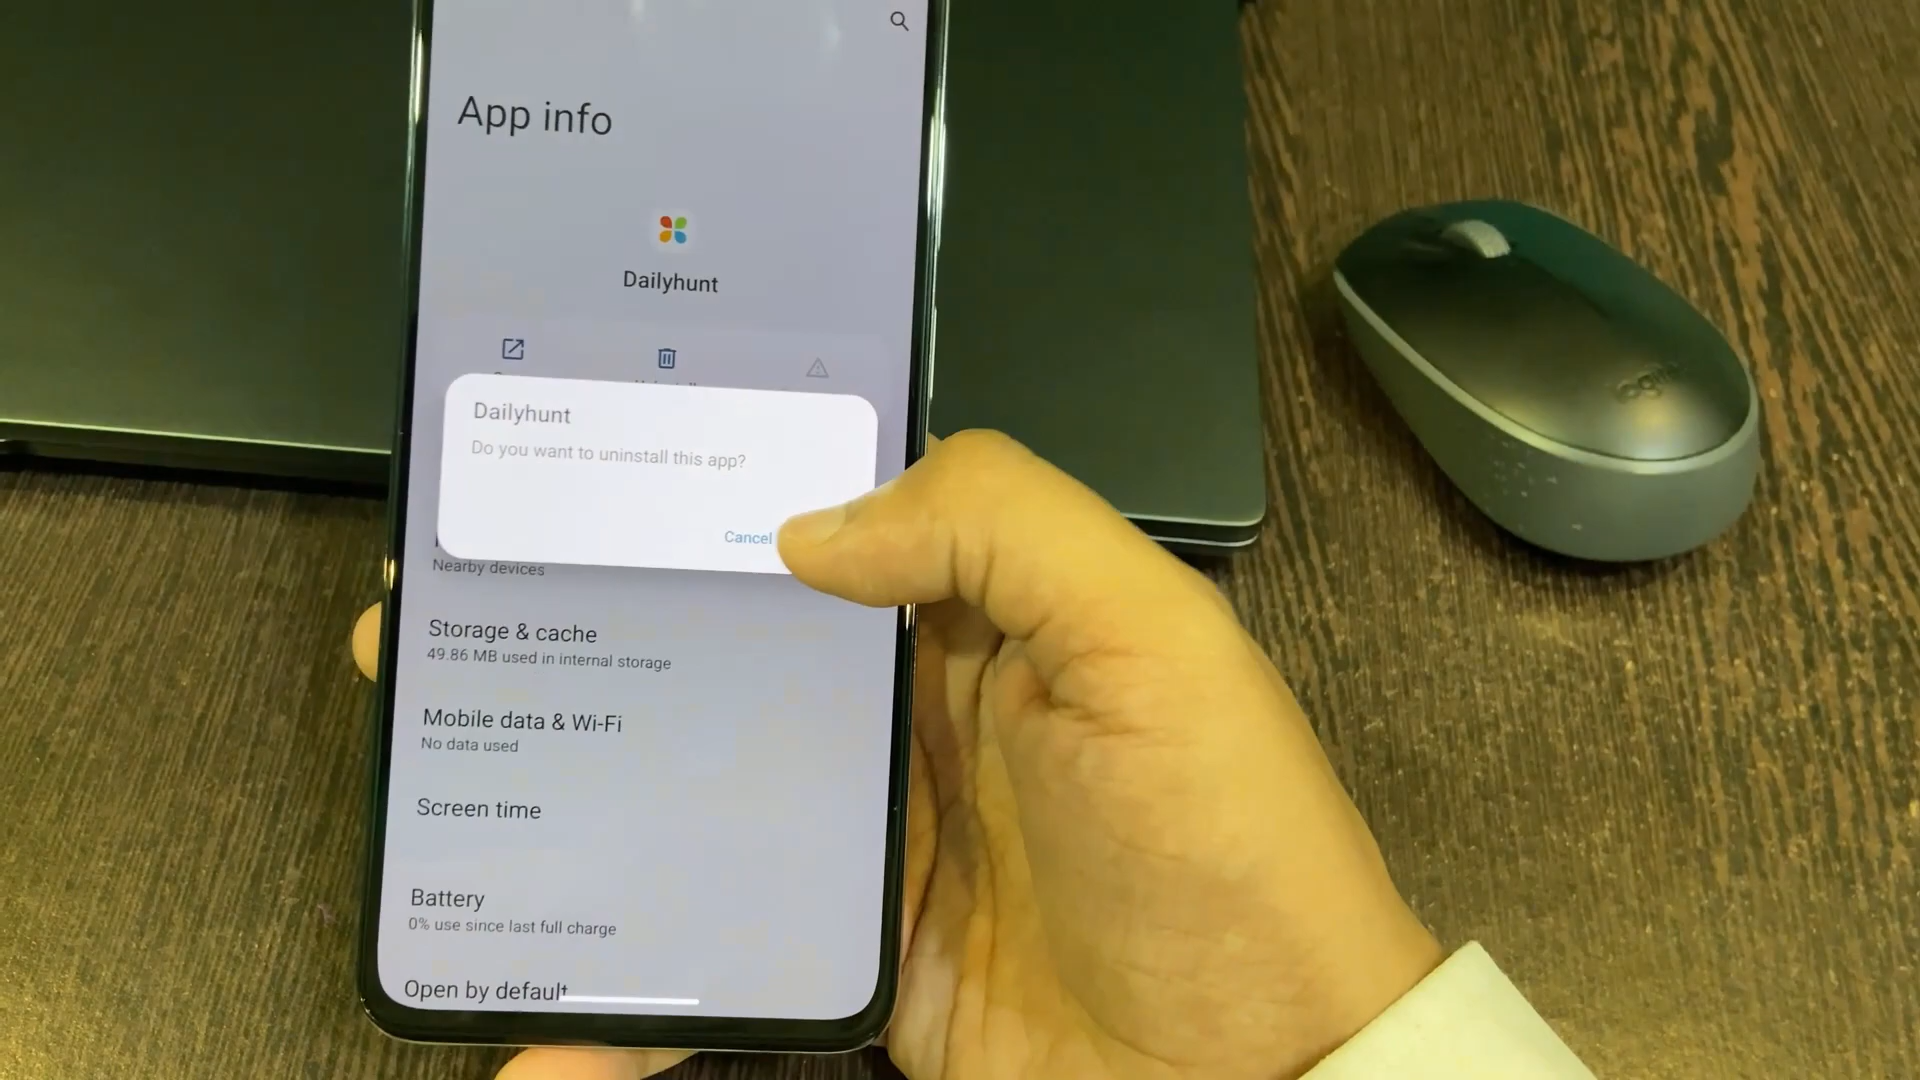 App info
Dailyhunt
Dailyhunt
Do you want to uninstall this app?
Cancel
Nearby devices
Storage & cache
49.86 MB used in internal storage
Mobile data & Wi-Fi
No data used
Screen time
Battery
0% use since last full charge
Open by default